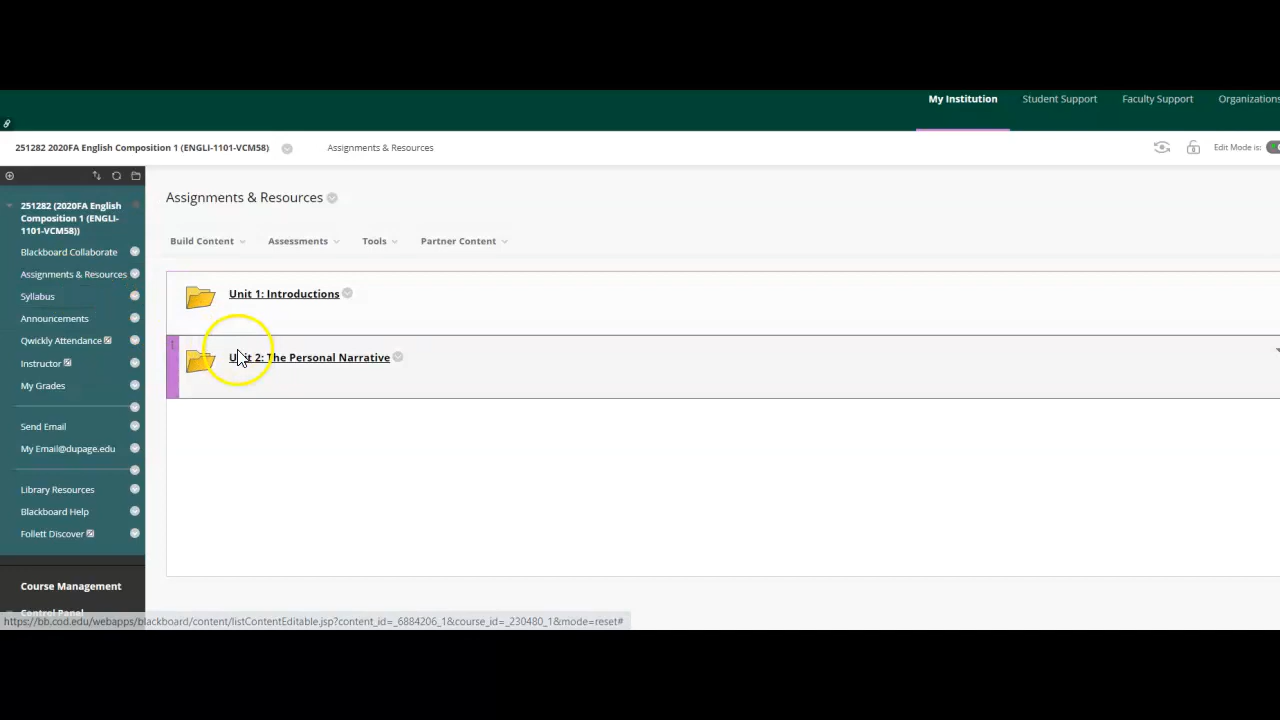 My Institution
Student Support
Faculty Support
Organizations
251282 2020FA English Composition 1 (ENGLI-1101-VCM58)
Assignments & Resources
Edit Mode is:
251282 (2020FA English
Composition 1 (ENGLI-
1101-VCM58))
Blackboard Collaborate
Assignments & Resources
Syllabus
Announcements
Qwickly Attendance
Instructor
My Grades
Send Email
My Email@dupage.edu
Library Resources
Blackboard Help
Follett Discover
Course Management
Control Panel
Assignments & Resources
Build Content
Assessments
Tools
Partner Content
Unit 1: Introductions
Unit 2: The Personal Narrative
https://bb.cod.edu/webapps/blackboard/content/listContentEditable.jsp?content_id=_6884206_1&course_id=_230480_1&mode=reset#